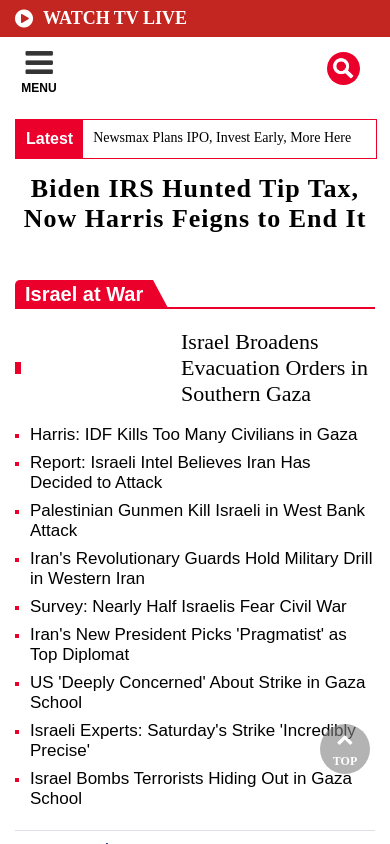 WATCH TV LIVE
MENU
Latest
Newsmax Plans IPO, Invest Early, More Here
Biden IRS Hunted Tip Tax,
Now Harris Feigns to End It
Israel at War
Israel Broadens
Evacuation Orders in
Southern Gaza
Harris: IDF Kills Too Many Civilians in Gaza
Report: Israeli Intel Believes Iran Has
Decided to Attack
Palestinian Gunmen Kill Israeli in West Bank
Attack
Iran's Revolutionary Guards Hold Military Drill
in Western Iran
Survey: Nearly Half Israelis Fear Civil War
Iran's New President Picks 'Pragmatist' as
Top Diplomat
US 'Deeply Concerned' About Strike in Gaza
School
Israeli Experts: Saturday's Strike 'Incredibly
Precise'
Israel Bombs Terrorists Hiding Out in Gaza
School
TOP